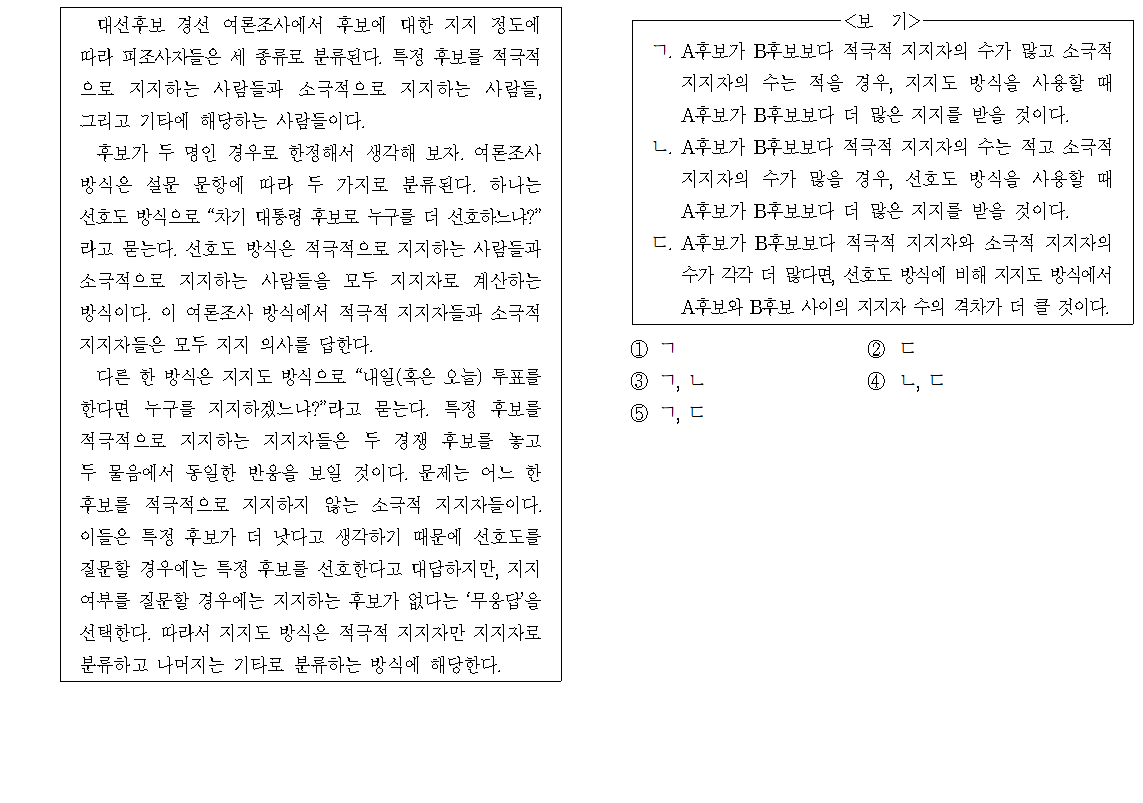 대선후보 경선 여론조사에서 후보에 대한 지지 정도에
따라 피조사자들은 세 종류로 분류된다. 특정 후보를 적극적
으로 지지하는 사람들과 소극적으로 지지하는 사람들,
그리고 기타에 해당하는 사람들이다.
후보가 두 명인 경우로 한정해서 생각해 보자. 여론조사
방식은 설문 문항에 따라 두 가지로 분류된다. 하나는
선호도 방식으로 “차기 대통령 후보로 누구를 더 선호하느냐?”
라고 묻는다. 선호도 방식은 적극적으로 지지하는 사람들과
소극적으로 지지하는 사람들을 모두 지지자로 계산하는
방식이다. 이 여론조사 방식에서 적극적 지지자들과 소극적
지지자들은 모두 지지 의사를 답한다.
다른 한 방식은 지지도 방식으로 “내일(혹은 오늘) 투표를
한다면 누구를 지지하겠느냐?”라고 묻는다. 특정 후보를
적극적으로 지지하는 지지자들은 두 경쟁 후보를 놓고
두 물음에서 동일한 반응을 보일 것이다. 문제는 어느 한
후보를 적극적으로 지지하지 않는 소극적 지지자들이다.
이들은 특정 후보가 더 낫다고 생각하기 때문에 선호도를
질문할 경우에는 특정 후보를 선호한다고 대답하지만, 지지
여부를 질문할 경우에는 지지하는 후보가 없다는 ‘무응답’을
선택한다. 따라서 지지도 방식은 적극적 지지자만 지지자로
분류하고 나머지는 기타로 분류하는 방식에 해당한다.
<보 기>
ㄱ. A후보가 B후보보다 적극적 지지자의 수가 많고 소극적
지지자의 수는 적을 경우, 지지도 방식을 사용할 때
A후보가 B후보보다 더 많은 지지를 받을 것이다.
ㄴ. A후보가 B후보보다 적극적 지지자의 수는 적고 소극적
지지자의 수가 많을 경우, 선호도 방식을 사용할 때
A후보가 B후보보다 더 많은 지지를 받을 것이다.
ㄷ. A후보가 B후보보다 적극적 지지자와 소극적 지지자의
수가 각각 더 많다면, 선호도 방식에 비해 지지도 방식에서
A후보와 B후보 사이의 지지자 수의 격차가 더 클 것이다.
① ㄱ ② ㄷ
③ ㄱ, ㄴ ④ ㄴ, ㄷ
⑤ ㄱ, ㄷ